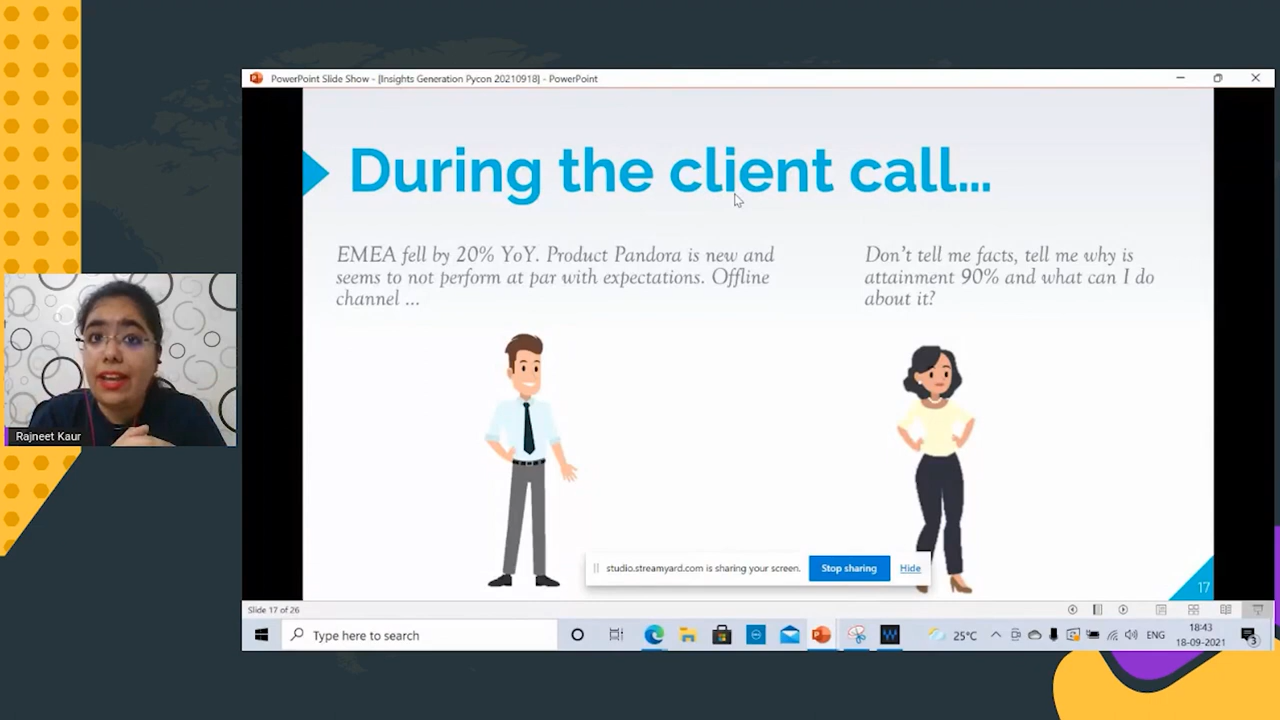 PowerPoint Slide Show - [Insights Generation Pycon 20210918] - PowerPoint
During the client call...
EMEA fell by 20% YoY. Product Pandora is new and
seems to not perform at par with expectations. Offline
channel ...
Don't tell me facts, tell me why is
attainment 90% and what can I do
about it?
Rajneet Kaur
studio.streamyard.com is sharing your screen.
Stop sharing
Hide
17
Slide 17 of 26
Type here to search
25°C
ENG
18:43
18-09-2021
3